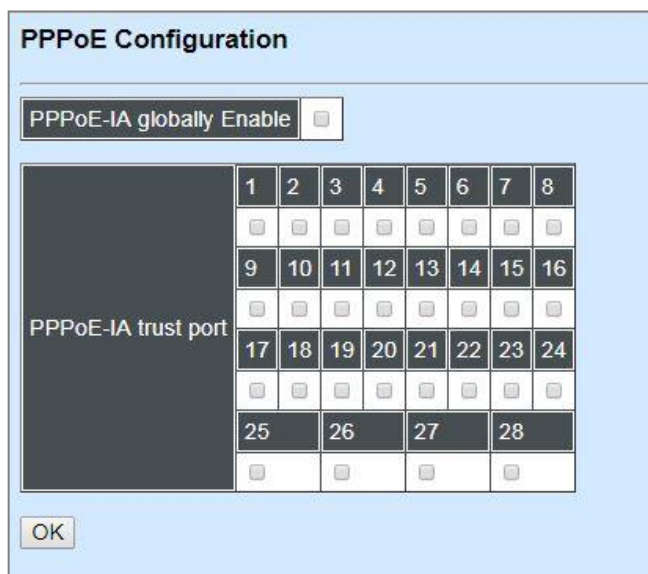 PPPoE Configuration
PPPoE-IA globally Enable
PPPoE-IA trust port
1 2 3 4 5 6 7 8
9 10 11 12 13 14 15 16
17 18 19 20 21 22 23 24
25 26 27 28
OK